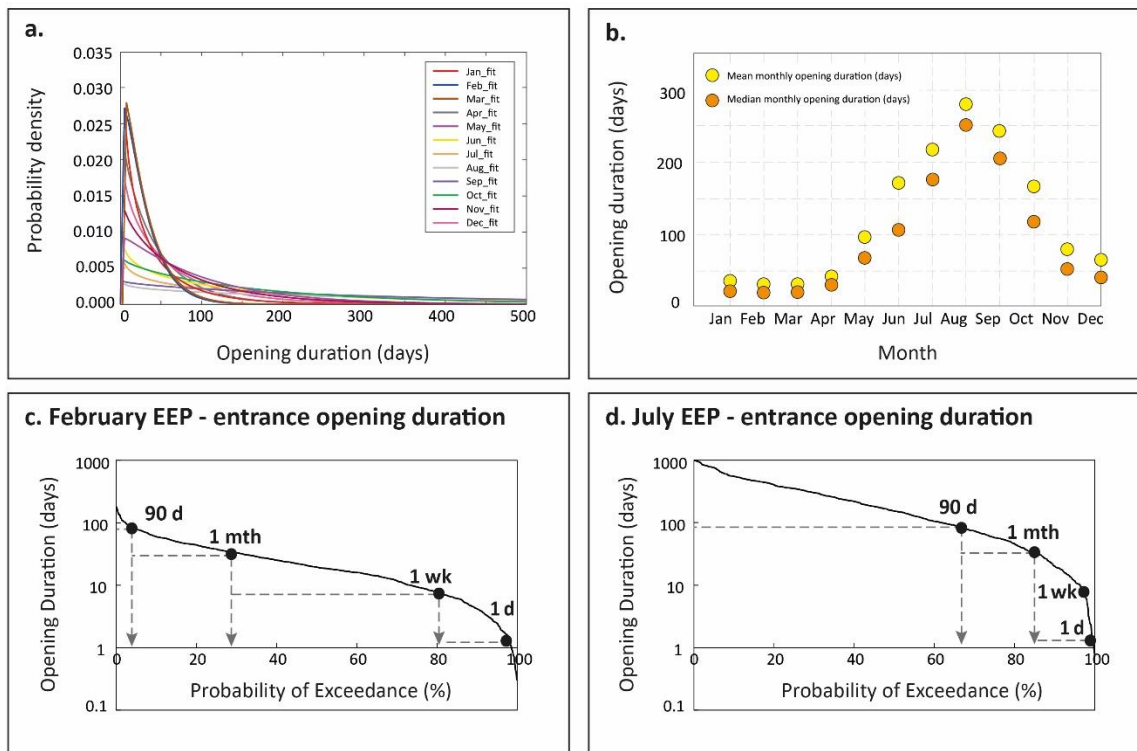 a.
Probability density
0.035
0.030
0.025
0.020
0.015
0.010
0.005
0.000
Jan_fit
Feb_fit
Mar_fit
Apr_fit
May_fit
Jun_fit
Jul_fit
Aug_fit
Sep_fit
Oct_fit
Nov_fit
Dec_fit
0 100 200 300 400 500
Opening duration (days)
b.
Opening duration (days)
Mean monthly opening duration (days)
Median monthly opening duration (days)
300
200
100
0
Jan Feb Mar Apr May Jun Jul Aug Sep Oct Nov Dec
Month
c. February EEP - entrance opening duration
Opening Duration (days)
1000
100
10
1
0.1
90 d
1 mth
1 wk
1 d
0 20 40 60 80 100
Probability of Exceedance (%)
d. July EEP - entrance opening duration
Opening Duration (days)
1000
100
10
1
0.1
90 d
1 mth
1 wk
1 d
0 20 40 60 80 100
Probability of Exceedance (%)